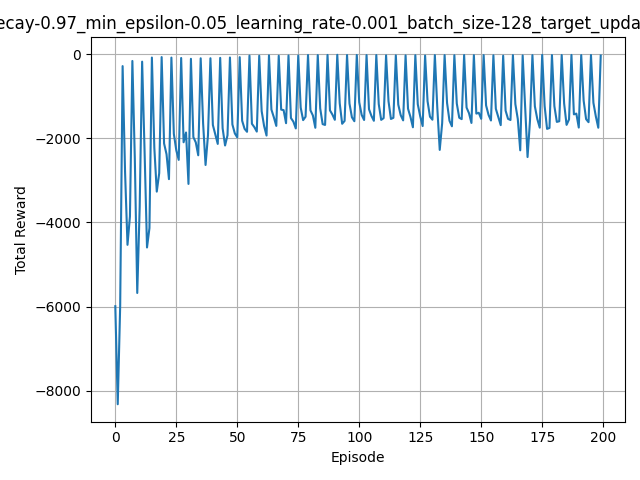 ecay-0.97_min_epsilon-0.05_learning_rate-0.001_batch_size-128_target_upda
0
−2000
−4000
−6000
−8000
Total Reward
0 25 50 75 100 125 150 175 200
Episode